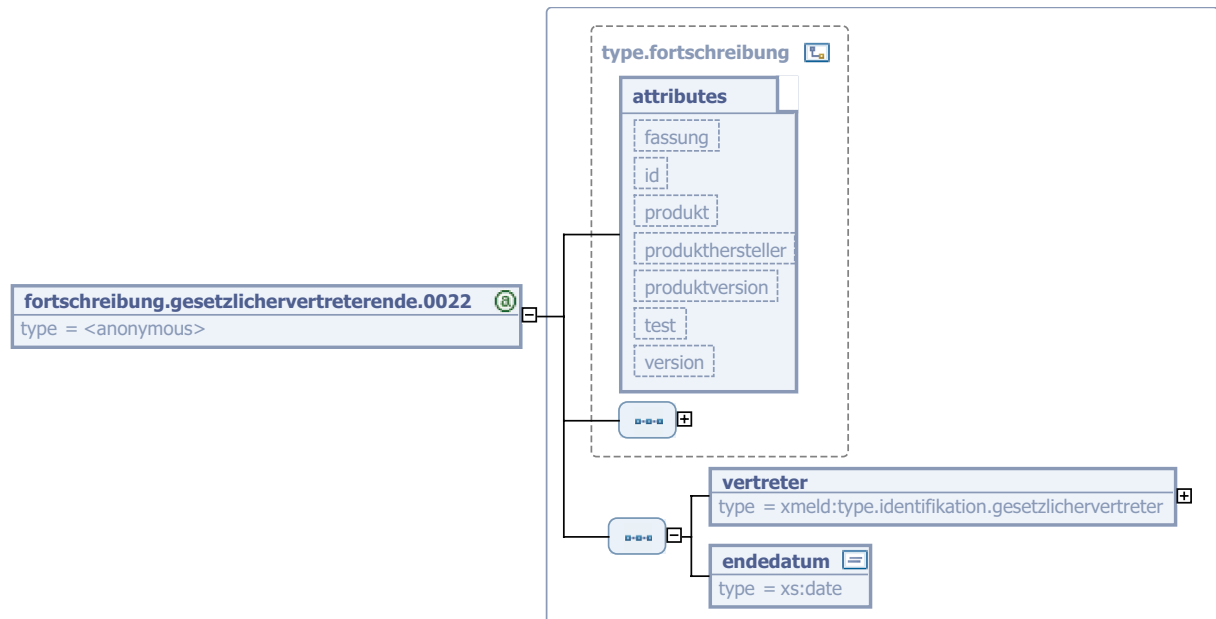 type.fortschreibung
attributes
fassung
id
produkt
produkthersteller
produktversion
test
version
fortschreibung.gesetzlichervertreterende.0022 a
type = <anonymous>
vertreter
type = xmeld:type.identifikation.gesetzlichervertreter
endedatum
type = xs:date